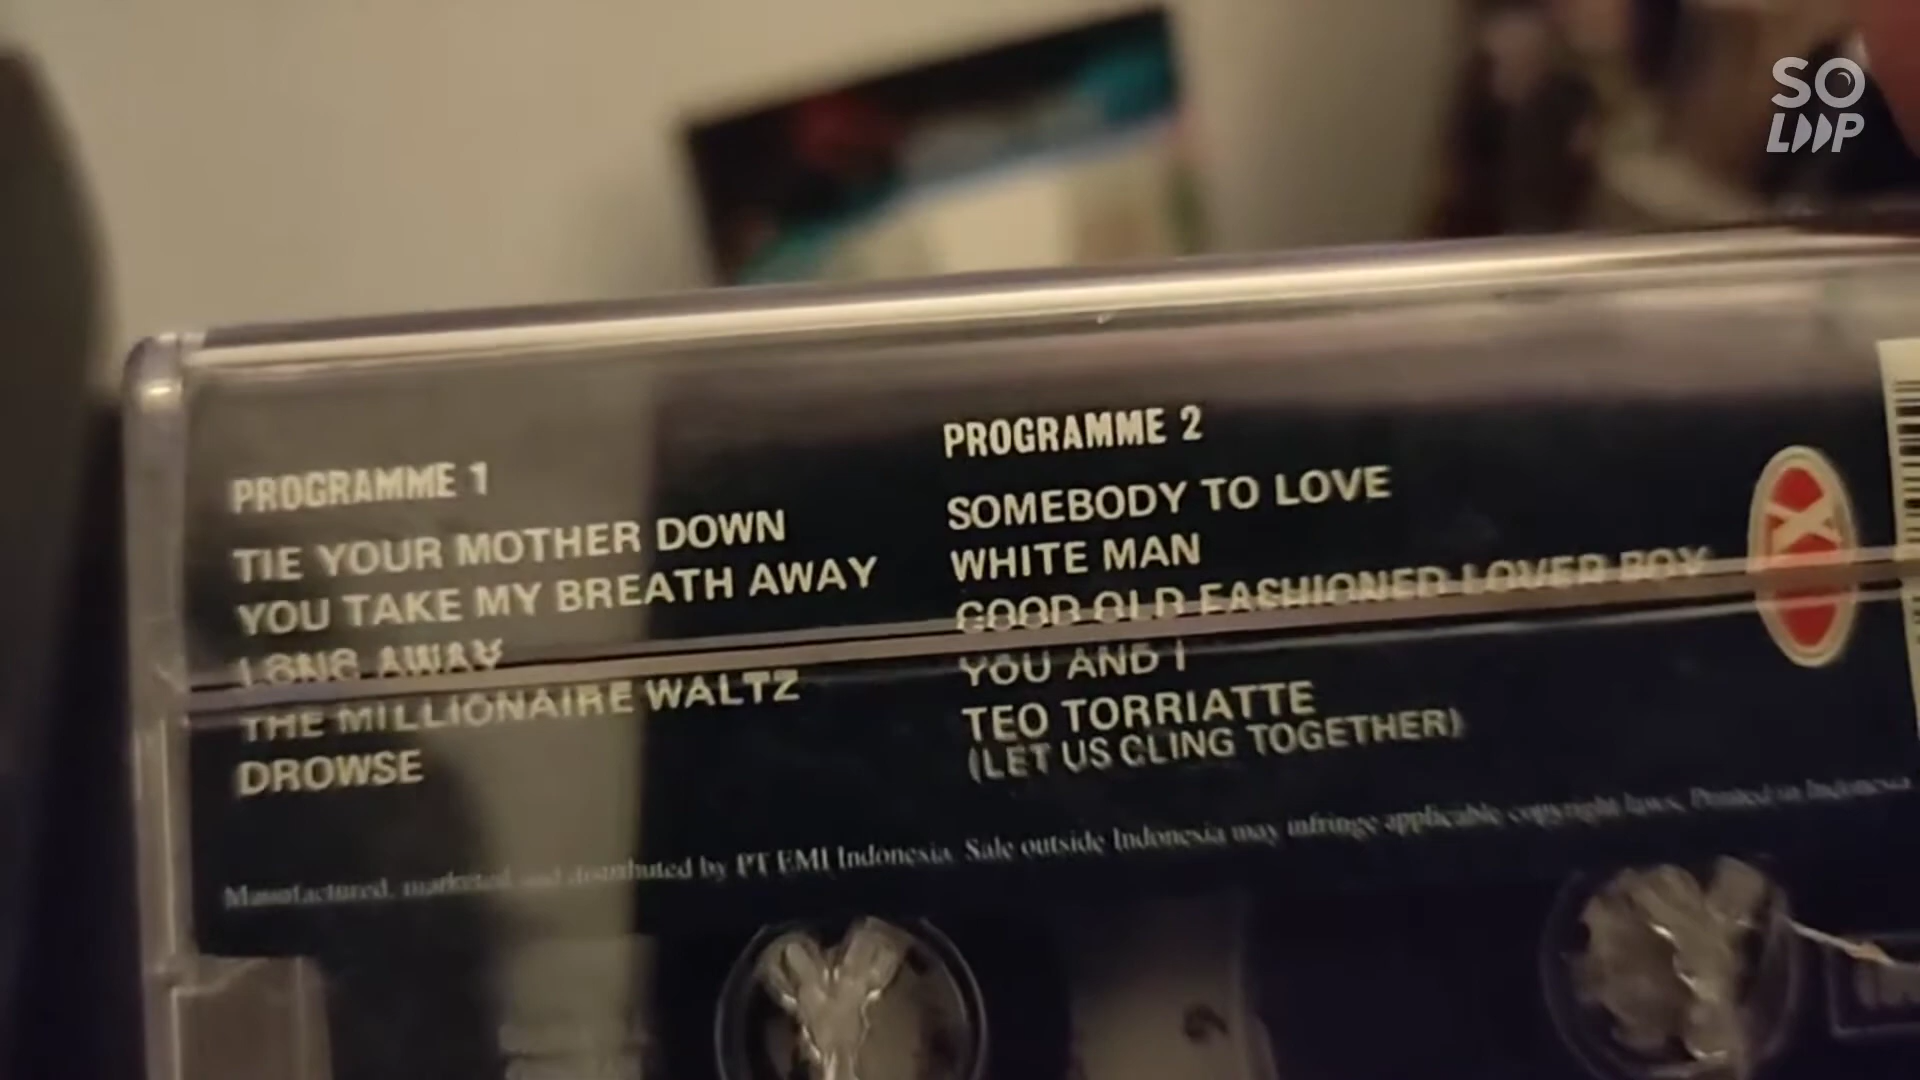 SO
LOOP
PROGRAMME 1
TIE YOUR MOTHER DOWN
YOU TAKE MY BREATH AWAY
LONG AWAY
THE MILLIONAIRE WALTZ
DROWSE
PROGRAMME 2
SOMEBODY TO LOVE
WHITE MAN
GOOD OLD FASHIONED LOVER BOY
YOU AND I
TEO TORRIATTE
(LET US CLING TOGETHER)
Manufactured, marketed and distributed by PT EMI Indonesia. Sale outside Indonesia may infringe applicable copyright laws. Printed in Indonesia.